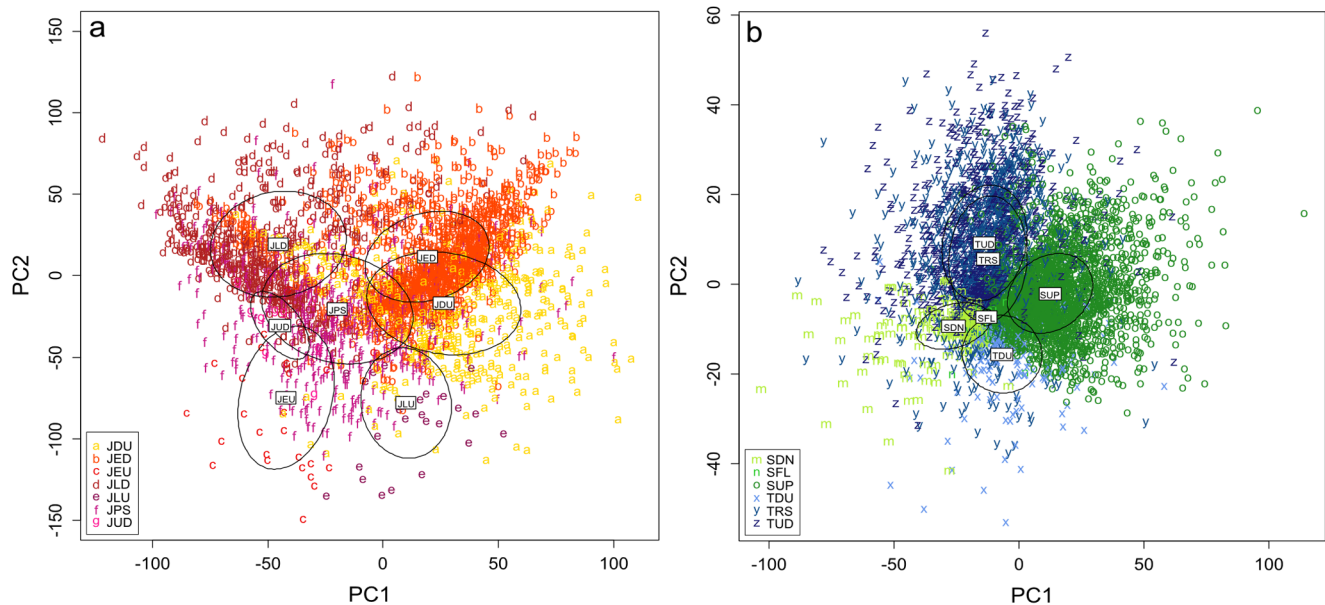 a
PC2
150
100
50
0
-50
-100
-150
JLD
JED
JPS
JDU
JUD
JEU
JLU
a JDU
b JED
c JEU
d JLD
e JLU
f JPS
g JUD
-100
-50
0
50
100
PC1
b
PC2
60
40
20
0
-20
-40
TUD
TRS
SUP
SFL
SDN
TDU
m SDN
n SFL
o SUP
x TDU
y TRS
z TUD
-100
-50
0
50
100
PC1